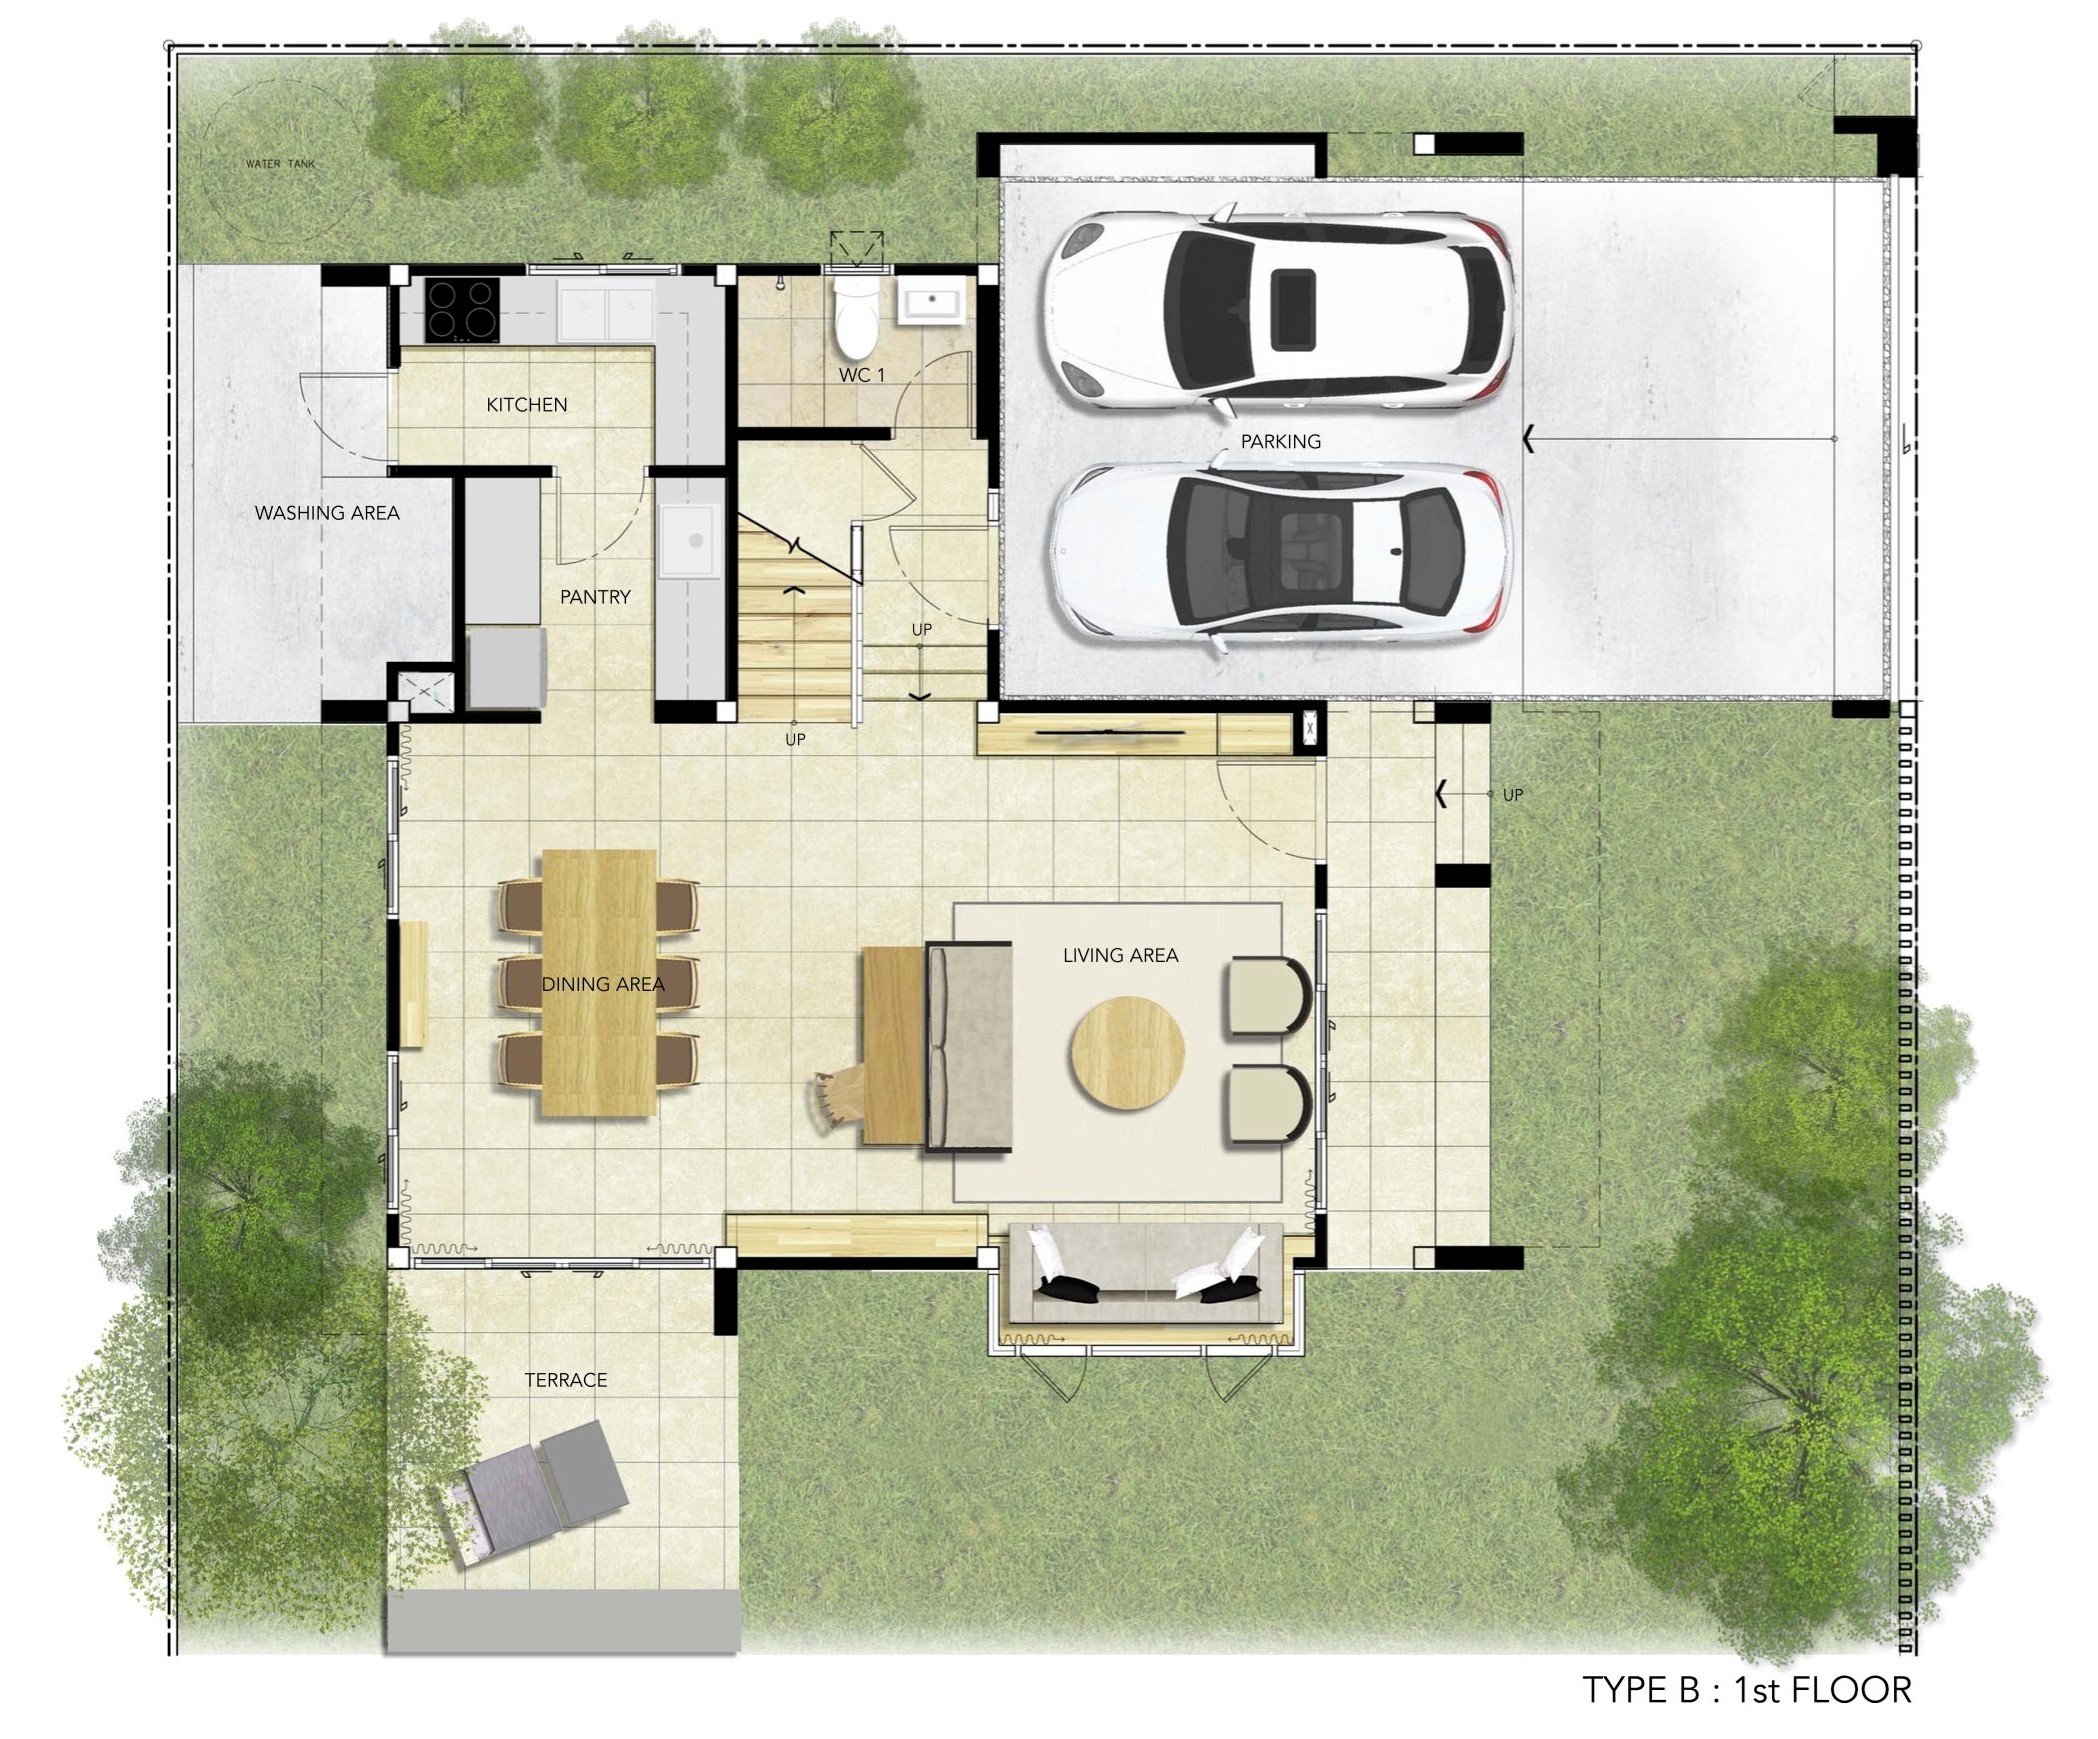 WATER TANK
WC 1
KITCHEN
PARKING
WASHING AREA
PANTRY
UP
UP
UP
LIVING AREA
DINING AREA
TERRACE
TYPE B : 1st FLOOR